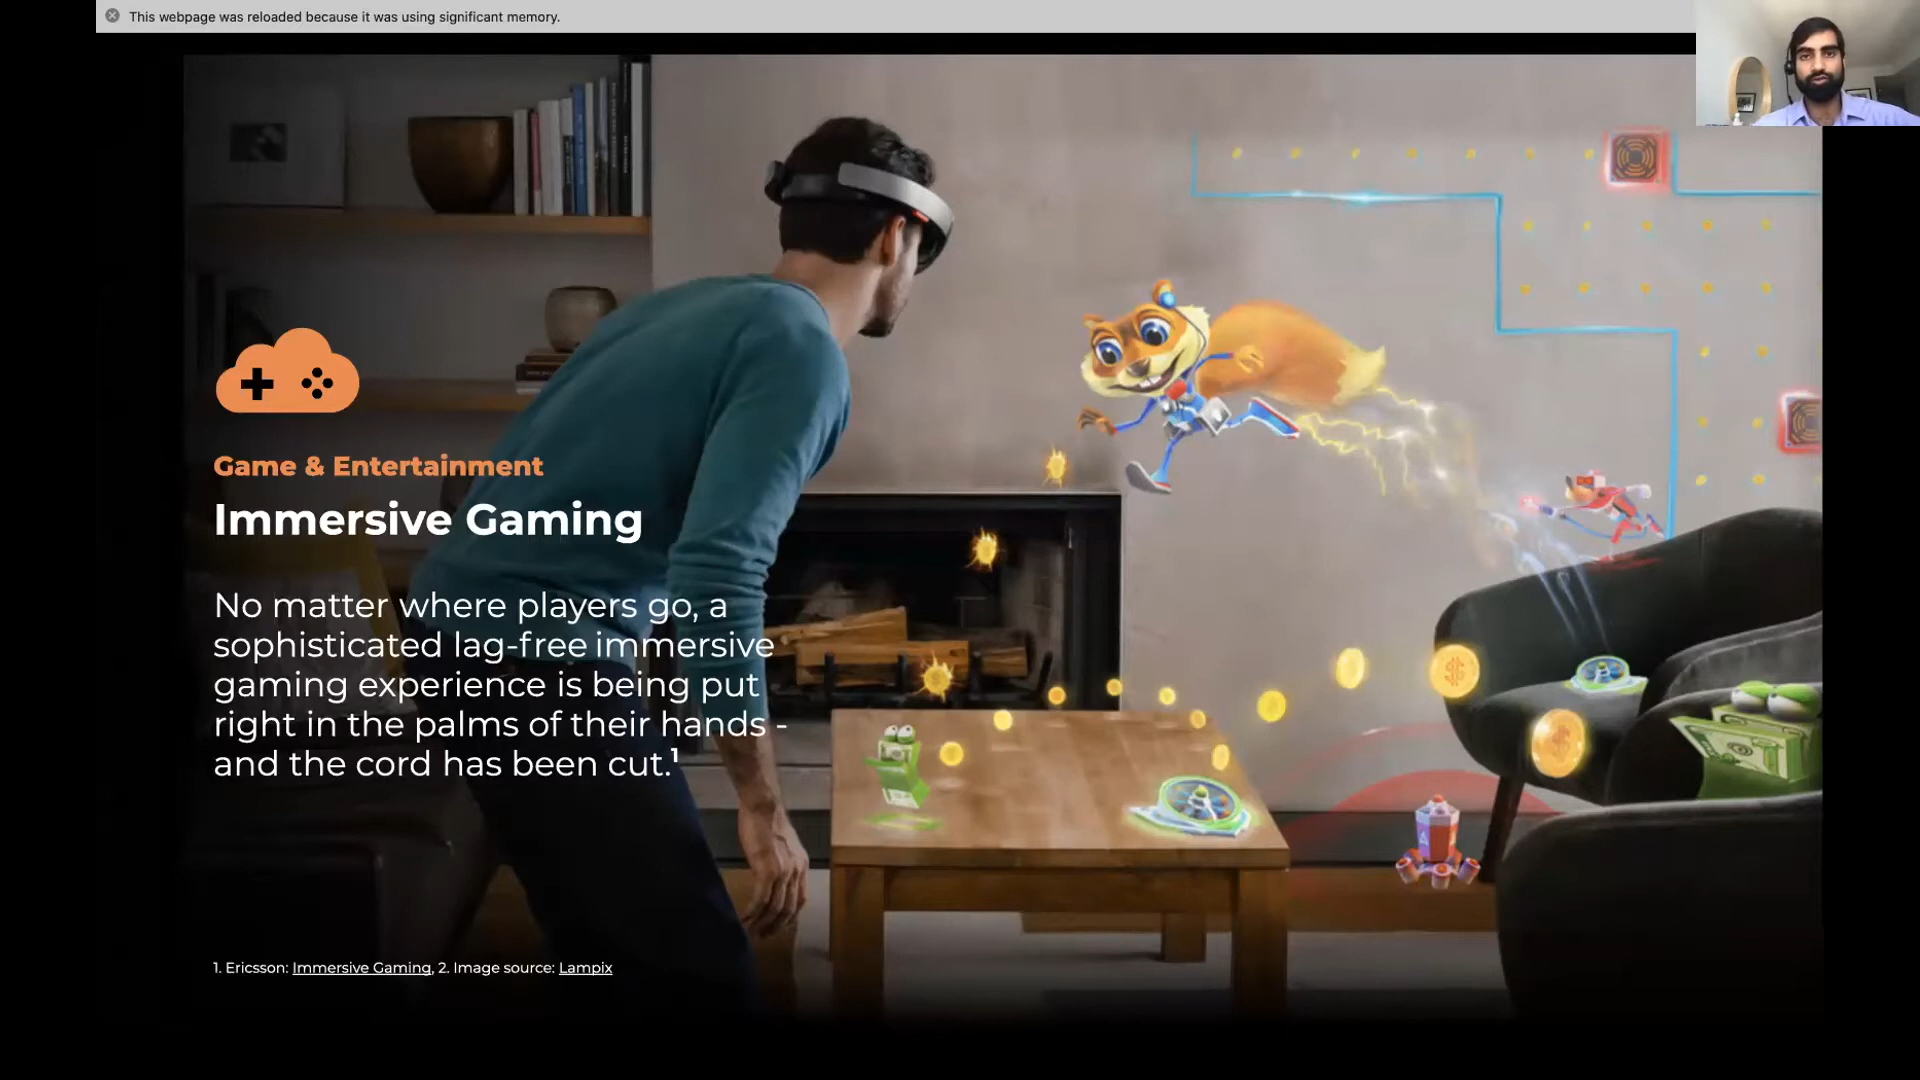 This webpage was reloaded because it was using significant memory.
Game & Entertainment
Immersive Gaming
No matter where players go, a
sophisticated lag-free immersive
gaming experience is being put
right in the palms of their hands -
and the cord has been cut.¹
1. Ericsson: Immersive Gaming, 2. Image source: Lampix